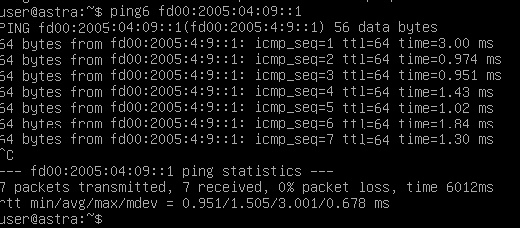 user@astra:~$ ping6 fd00:2005:04:09::1
PING fd00:2005:04:09::1(fd00:2005:4:9::1) 56 data bytes
64 bytes from fd00:2005:4:9::1: icmp_seq=1 ttl=64 time=3.00 ms
64 bytes from fd00:2005:4:9::1: icmp_seq=2 ttl=64 time=0.974 ms
64 bytes from fd00:2005:4:9::1: icmp_seq=3 ttl=64 time=0.951 ms
64 bytes from fd00:2005:4:9::1: icmp_seq=4 ttl=64 time=1.43 ms
64 bytes from fd00:2005:4:9::1: icmp_seq=5 ttl=64 time=1.02 ms
64 bytes from fd00:2005:4:9::1: icmp_seq=6 ttl=64 time=1.84 ms
64 bytes from fd00:2005:4:9::1: icmp_seq=7 ttl=64 time=1.30 ms
^C
--- fd00:2005:04:09::1 ping statistics ---
7 packets transmitted, 7 received, 0% packet loss, time 6012ms
rtt min/avg/max/mdev = 0.951/1.505/3.001/0.678 ms
user@astra:~$